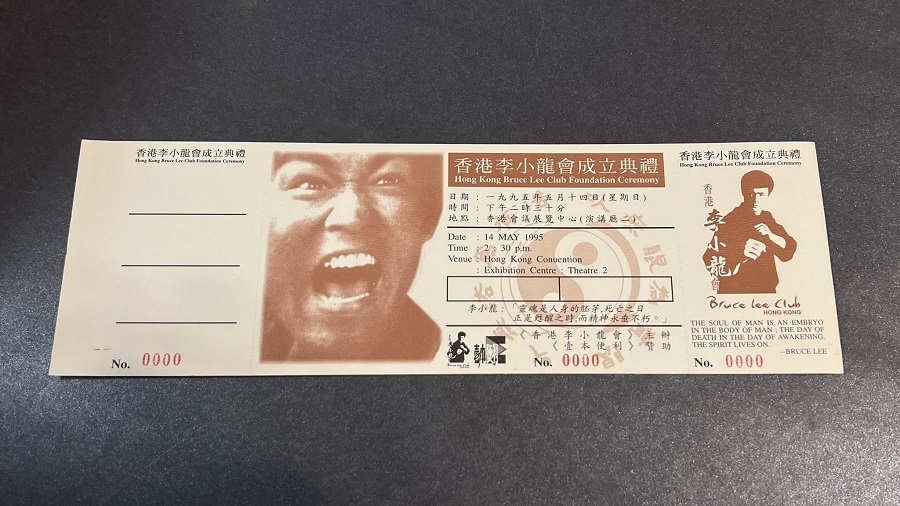 香港李小龍會成立典禮
Hong Kong Bruce Lee Club Foundation Ceremony
No. 0000
香港李小龍會成立典禮
Hong Kong Bruce Lee Club Foundation Ceremony
日期 : 一九九五年五月十四日(星期日)
時間 : 下午二時三十分
地點 : 香港會議展覽中心(演講廳二)
Date : 14 MAY 1995
Time : 2 : 30 p.m.
Venue : Hong Kong Conuention
: Exhibition Centre : Theatre 2
李小龍 : 「靈魂是人身的胚芽,死亡之日
正是甦醒之時,而精神永垂不朽。」
〈香港李小龍會〉主辦
〈壹本便利〉贊助
No. 0000
香港李小龍會成立典禮
Hong Kong Bruce Lee Club Foundation Ceremony
香港
李小龍
會
Bruce Lee Club
HONG KONG
THE SOUL OF MAN IS AN EMBRYO
IN THE BODY OF MAN ; THE DAY OF
DEATH IN THE DAY OF AWAKENING.
THE SPIRIT LIVES ON.
--BRUCE LEE
No. 0000